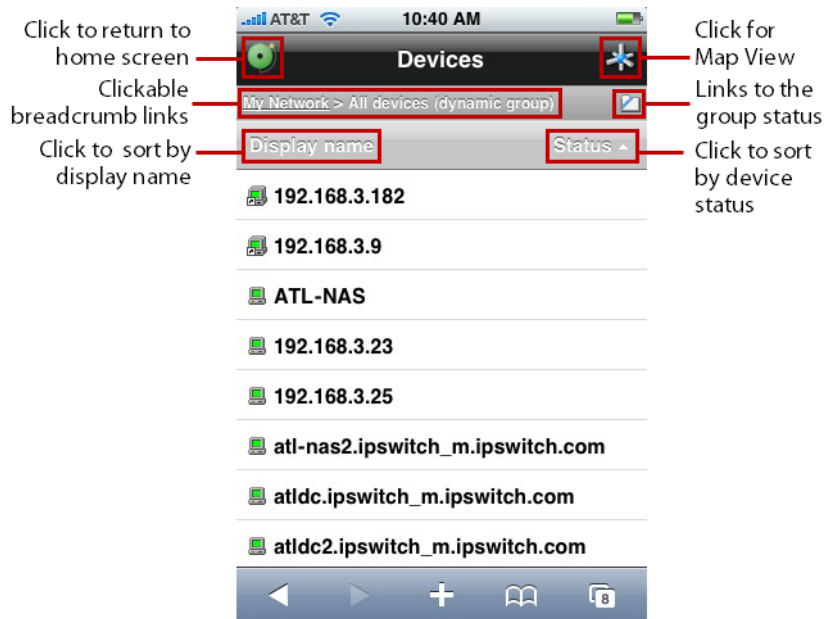 AT&T 10:40 AM
Click to return to
home screen
Devices
Click for
Map View
Clickable
breadcrumb links
My Network > All devices (dynamic group)
Links to the
group status
Click to sort by
display name
Display name
Status
Click to sort
by device
status
192.168.3.182
192.168.3.9
ATL-NAS
192.168.3.23
192.168.3.25
atl-nas2.ipswitch_m.ipswitch.com
atldc.ipswitch_m.ipswitch.com
atldc2.ipswitch_m.ipswitch.com
8